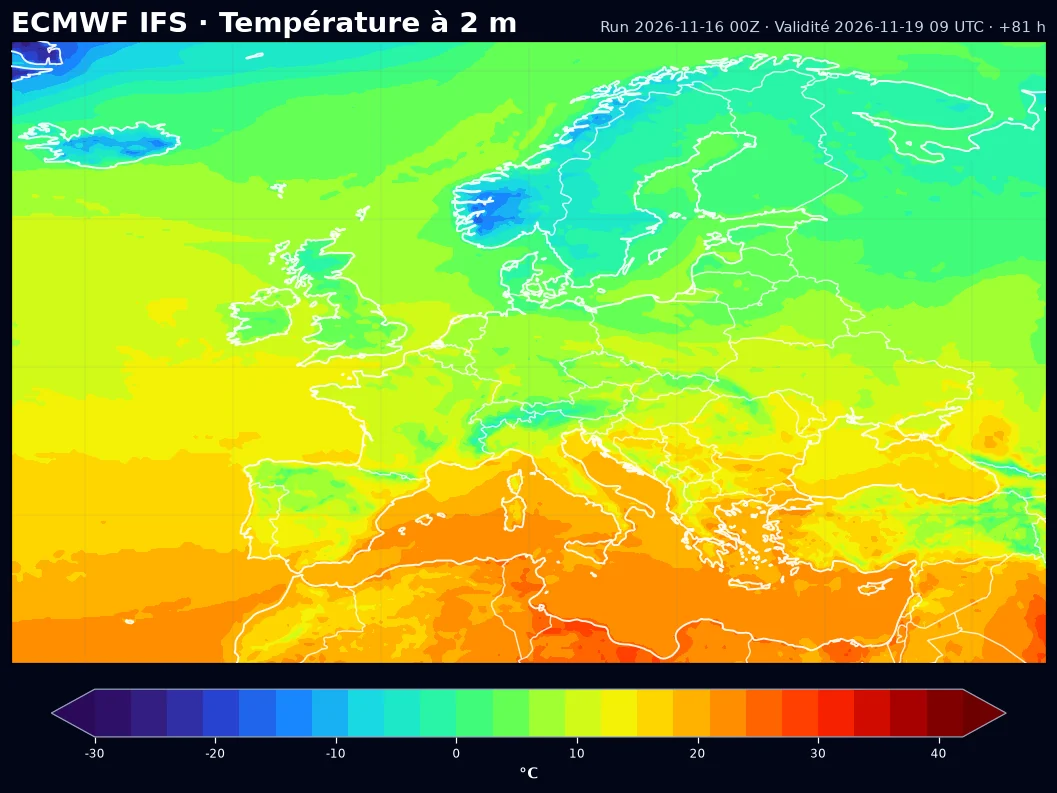 ECMWF IFS · Température à 2 m
Run 2026-11-16 00Z · Validité 2026-11-19 09 UTC · +81 h
-30 -20 -10 0 10 20 30 40
°C